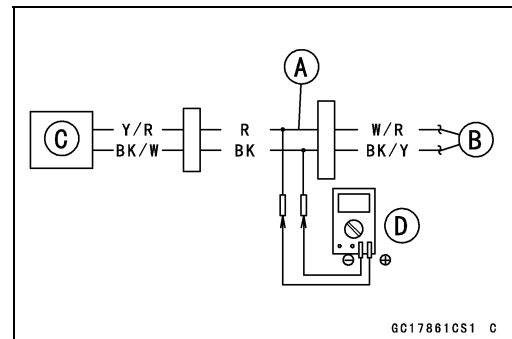 A
C Y/R R W/R B
BK/W BK BK/Y
D
⊖ ⊕
GC17861CS1 C